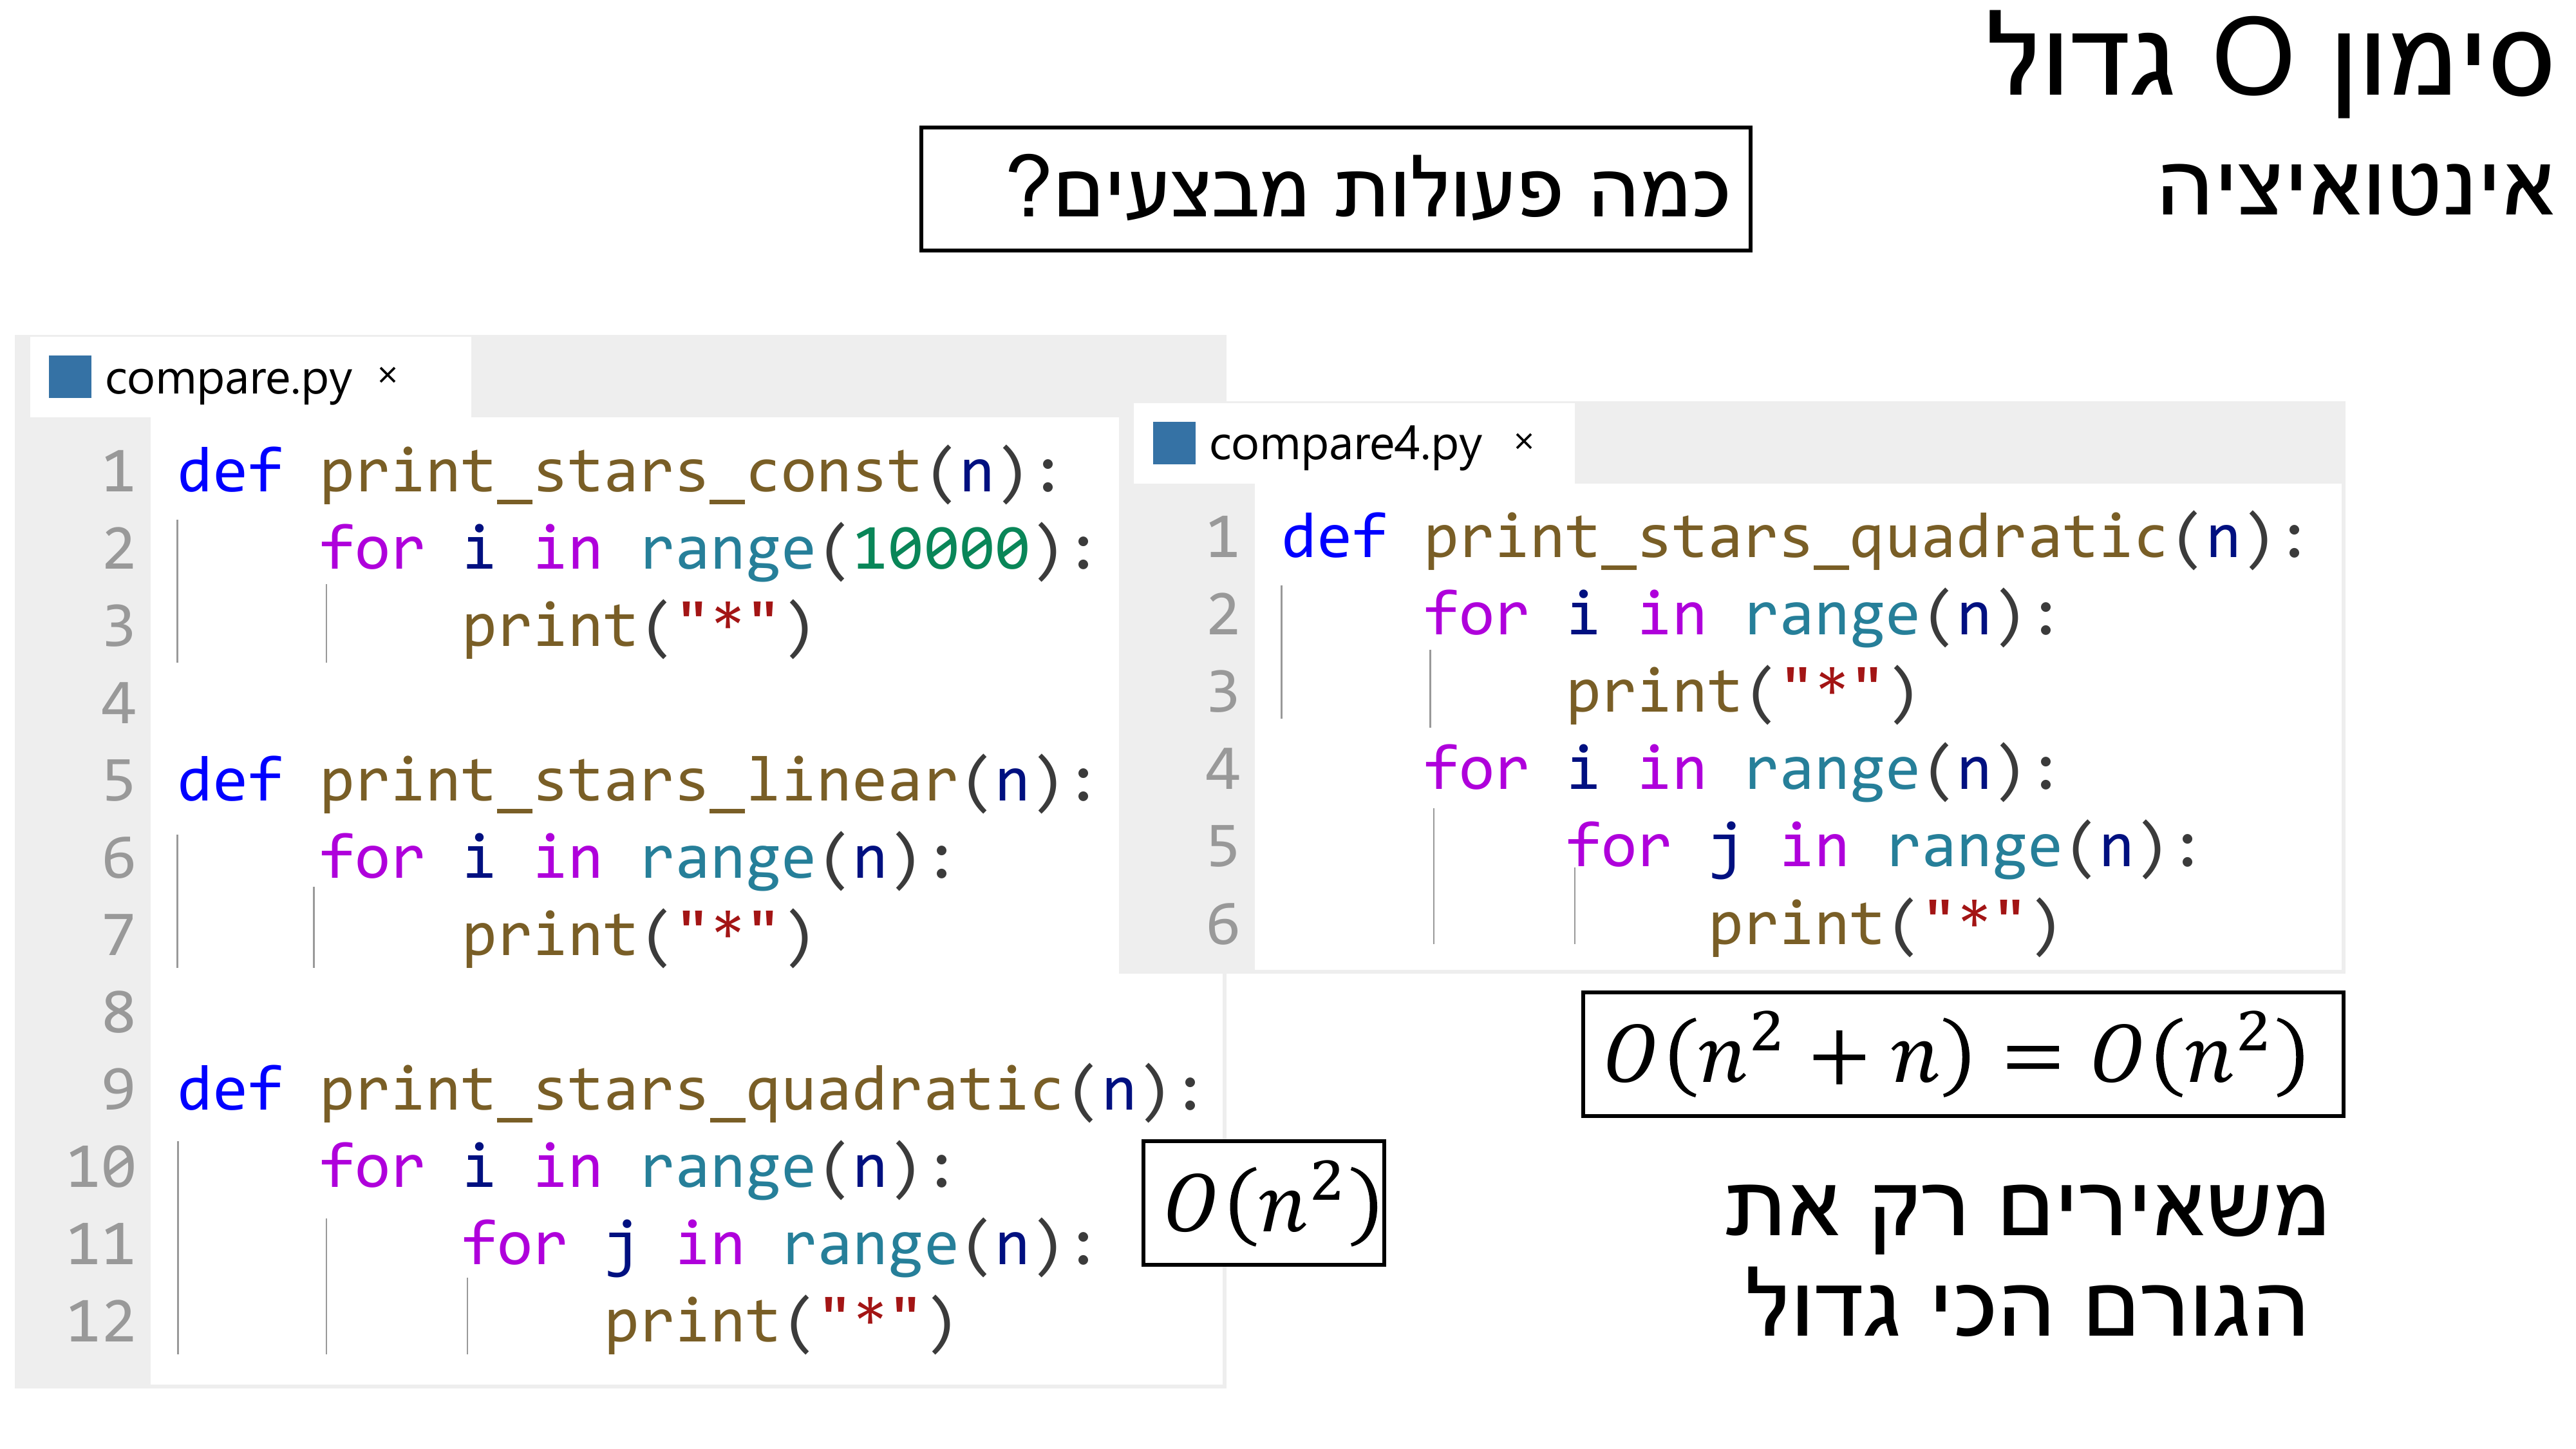 סימון O גדול
אינטואיציה
כמה פעולות מבצעים?
compare.py ×
1 def print_stars_const(n):
2     for i in range(10000):
3         print("*")
4
5 def print_stars_linear(n):
6     for i in range(n):
7         print("*")
8
9 def print_stars_quadratic(n):
10     for i in range(n):
11         for j in range(n):
12             print("*")
O(n²)
compare4.py ×
1 def print_stars_quadratic(n):
2     for i in range(n):
3         print("*")
4     for i in range(n):
5         for j in range(n):
6             print("*")
O(n² + n) = O(n²)
משאירים רק את
הגורם הכי גדול